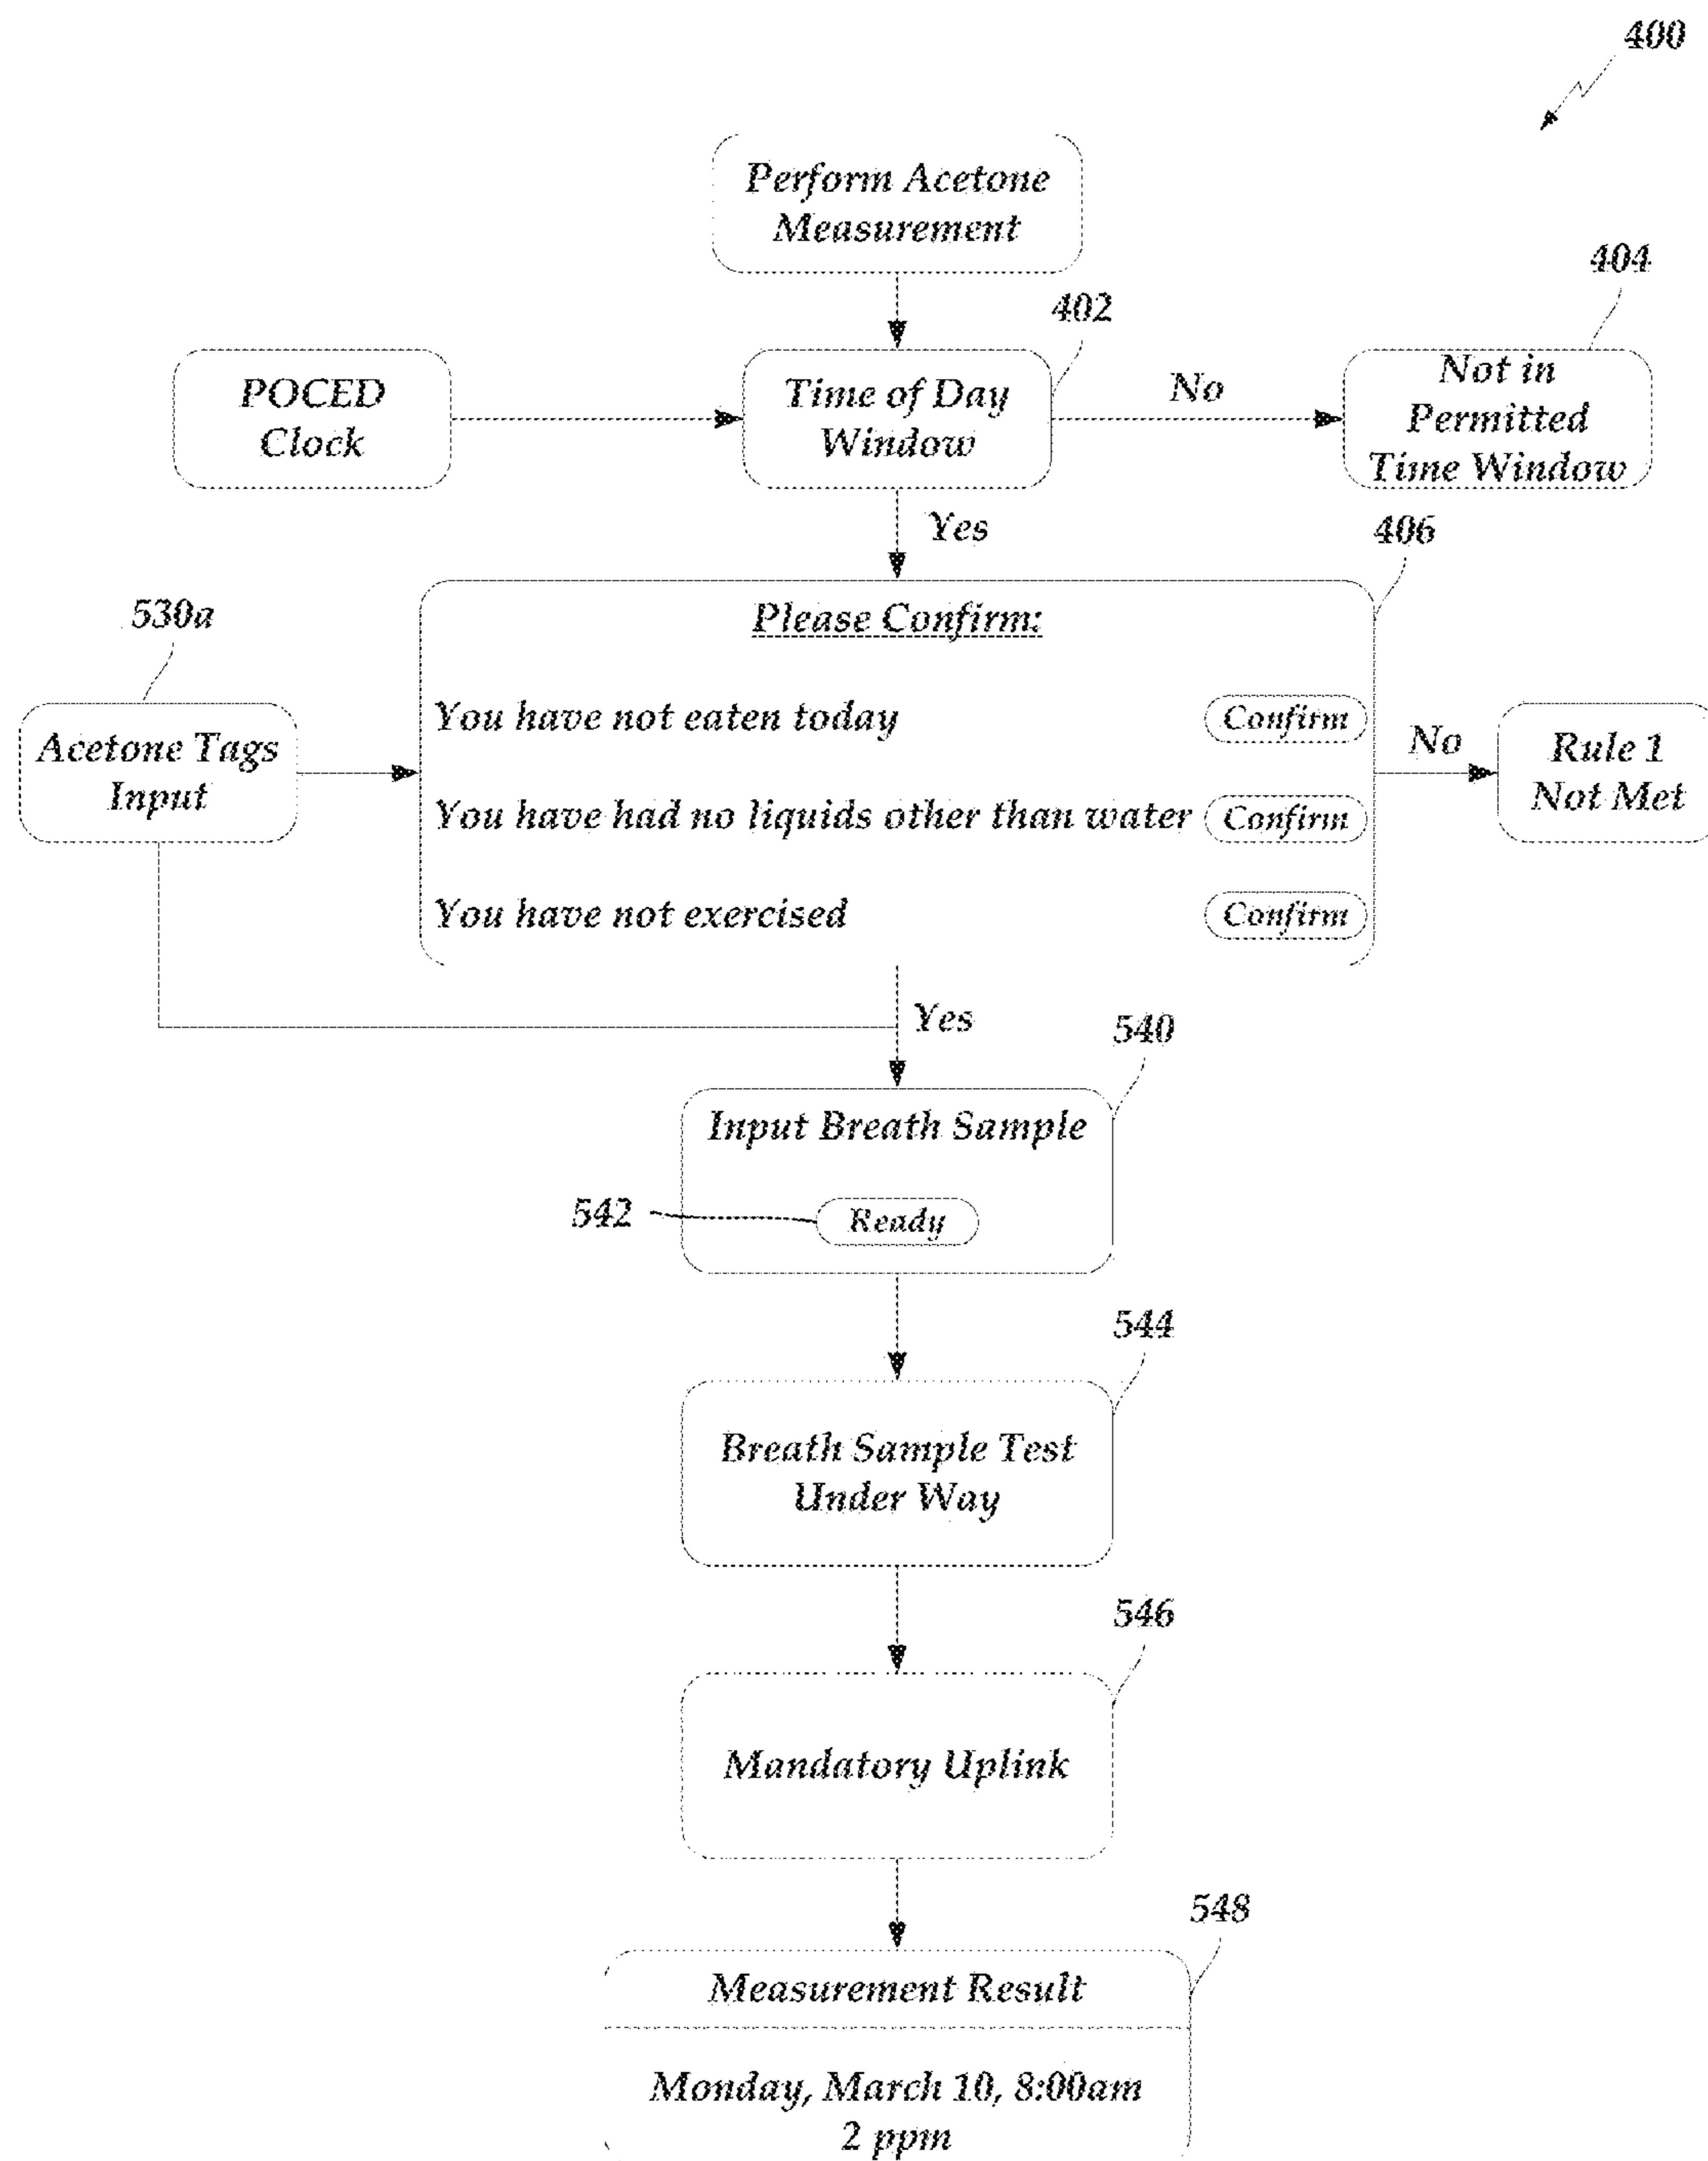 400
Perform Acetone
Measurement
402
404
POCED
Clock
Time of Day
Window
No
Not in
Permitted
Time Window
Yes
406
530a
Please Confirm:
Acetone Tags
Input
You have not eaten today
Confirm
You have had no liquids other than water
Confirm
You have not exercised
Confirm
No
Rule 1
Not Met
Yes
540
Input Breath Sample
542
Ready
544
Breath Sample Test
Under Way
546
Mandatory Uplink
548
Measurement Result
Monday, March 10, 8:00am
2 ppm